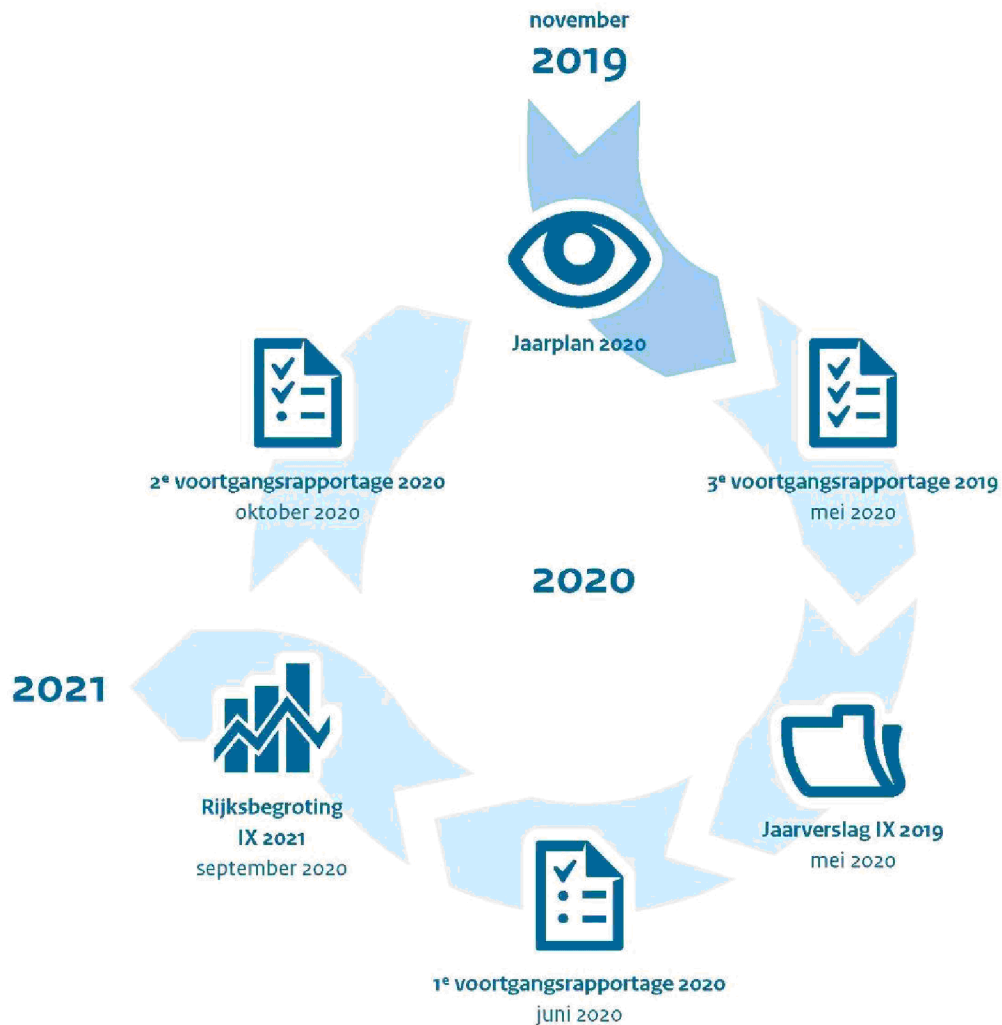 november
2019
Jaarplan 2020
3e voortgangsrapportage 2019
mei 2020
Jaarverslag IX 2019
mei 2020
1e voortgangsrapportage 2020
juni 2020
Rijksbegroting
IX 2021
september 2020
2021
2e voortgangsrapportage 2020
oktober 2020
2020